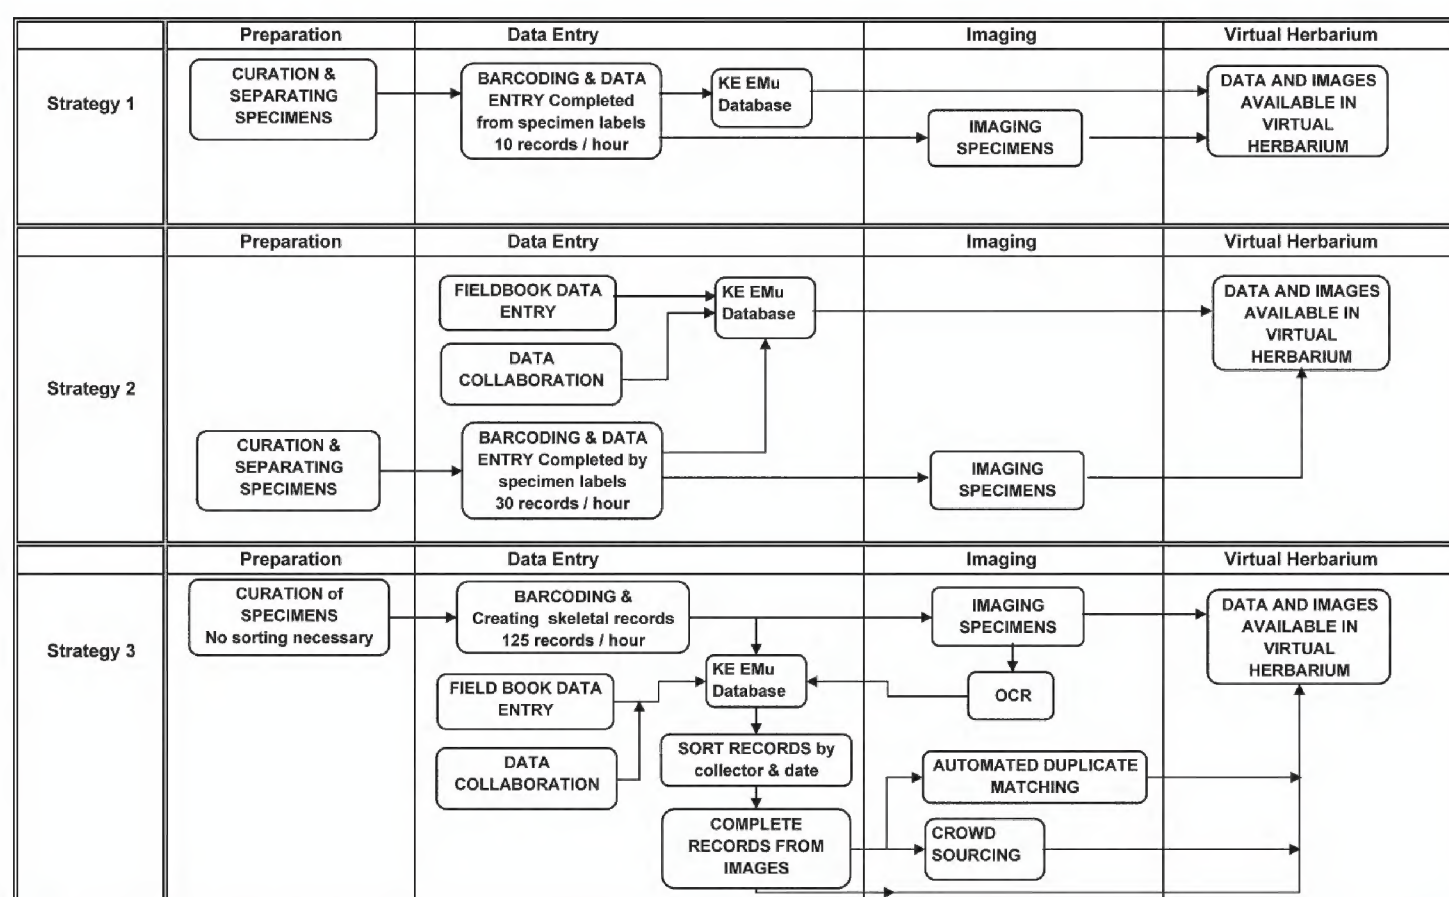 Preparation
Data Entry
Imaging
Virtual Herbarium
Strategy 1
CURATION &
SEPARATING
SPECIMENS
BARCODING & DATA
ENTRY Completed
from specimen labels
10 records / hour
KE EMu
Database
IMAGING
SPECIMENS
DATA AND IMAGES
AVAILABLE IN
VIRTUAL
HERBARIUM
Preparation
Data Entry
Imaging
Virtual Herbarium
Strategy 2
FIELDBOOK DATA
ENTRY
KE EMu
Database
DATA
COLLABORATION
CURATION &
SEPARATING
SPECIMENS
BARCODING & DATA
ENTRY Completed by
specimen labels
30 records / hour
IMAGING
SPECIMENS
DATA AND IMAGES
AVAILABLE IN
VIRTUAL
HERBARIUM
Preparation
Data Entry
Imaging
Virtual Herbarium
Strategy 3
CURATION of
SPECIMENS
No sorting necessary
BARCODING &
Creating skeletal records
125 records / hour
IMAGING
SPECIMENS
DATA AND IMAGES
AVAILABLE IN
VIRTUAL
HERBARIUM
FIELD BOOK DATA
ENTRY
KE EMu
Database
OCR
DATA
COLLABORATION
SORT RECORDS by
collector & date
AUTOMATED DUPLICATE
MATCHING
COMPLETE
RECORDS FROM
IMAGES
CROWD
SOURCING